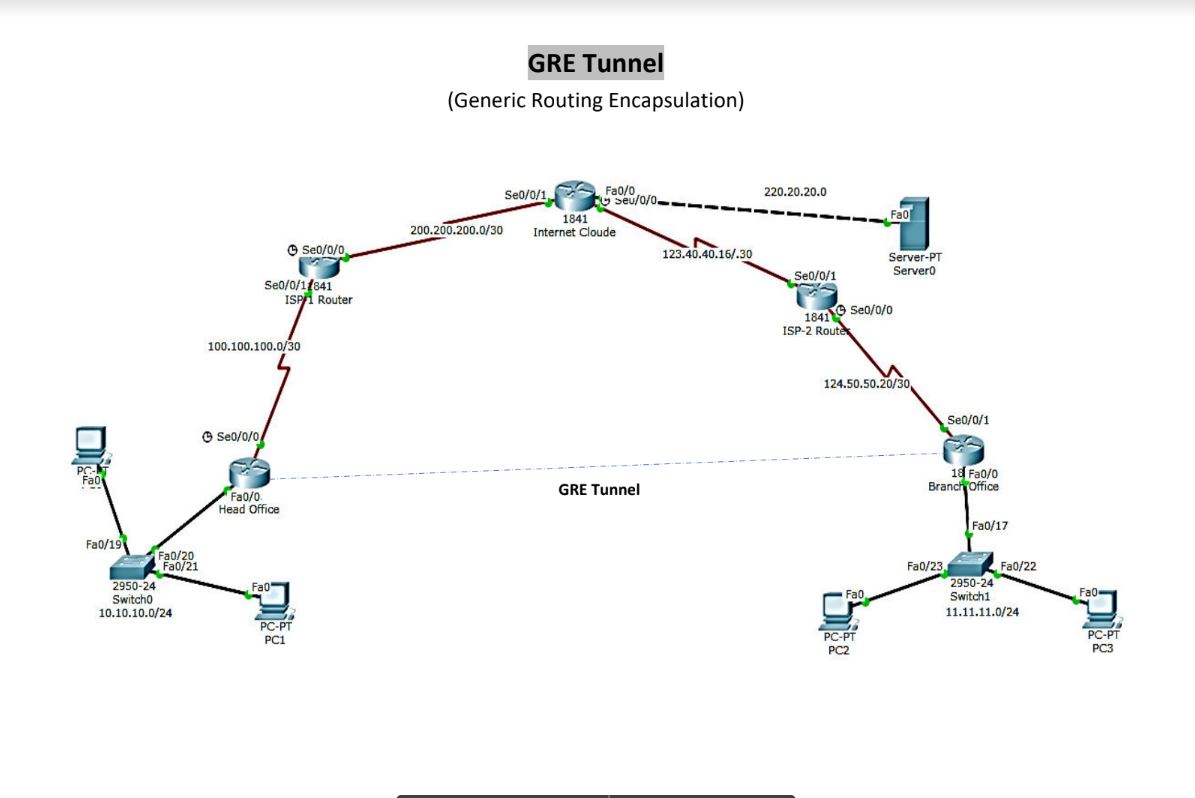 GRE Tunnel
(Generic Routing Encapsulation)
Se0/0/1
Fa0/0
Se0/0/0
220.20.20.0
Fa0
1841
Internet Cloude
200.200.200.0/30
123.40.40.16/.30
Server-PT
Server0
Se0/0/0
Se0/0/1
1841
ISP-1 Router
Se0/0/1
Se0/0/0
1841
ISP-2 Router
100.100.100.0/30
124.50.50.20/30
Se0/0/0
Se0/0/1
PC-PT
Fa0
Fa0/0
Head Office
GRE Tunnel
18
Fa0/0
Branch Office
Fa0/19
Fa0/20
Fa0/21
Fa0/17
2950-24
Switch0
10.10.10.0/24
Fa0
PC-PT
PC1
Fa0/23
Fa0/22
2950-24
Switch1
11.11.11.0/24
Fa0
PC-PT
PC2
Fa0
PC-PT
PC3